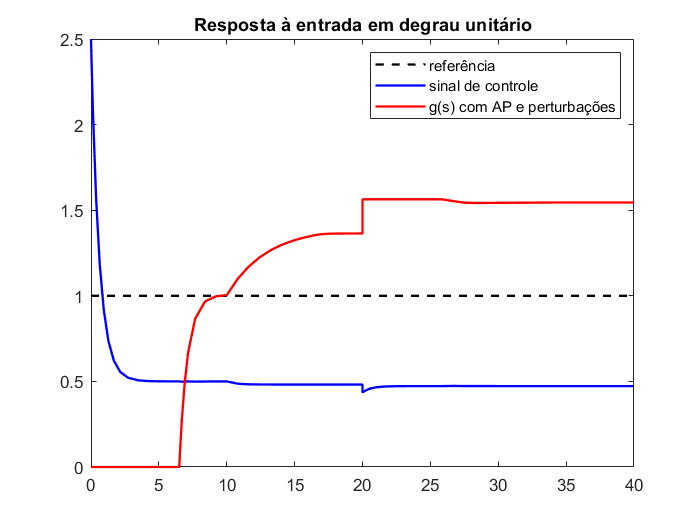 Resposta à entrada em degrau unitário
referência
sinal de controle
g(s) com AP e perturbações
2.5
2
1.5
1
0.5
0
0 5 10 15 20 25 30 35 40